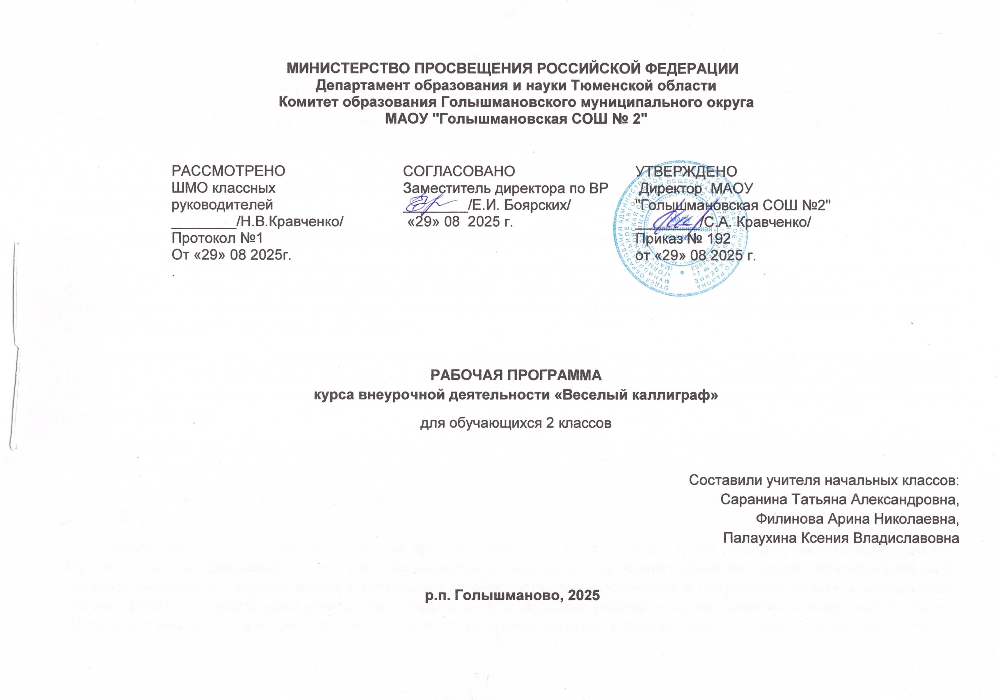 МИНИСТЕРСТВО ПРОСВЕЩЕНИЯ РОССИЙСКОЙ ФЕДЕРАЦИИ
Департамент образования и науки Тюменской области
Комитет образования Голышмановского муниципального округа
МАОУ "Голышмановская СОШ № 2"
РАССМОТРЕНО
ШМО классных
руководителей
________/Н.В.Кравченко/
Протокол №1
От «29» 08 2025г.
.
СОГЛАСОВАНО
Заместитель директора по ВР
________/Е.И. Боярских/
«29» 08 2025 г.
УТВЕРЖДЕНО
Директор МАОУ
"Голышмановская СОШ №2"
________/С.А. Кравченко/
Приказ № 192
от «29» 08 2025 г.
РАБОЧАЯ ПРОГРАММА
курса внеурочной деятельности «Веселый каллиграф»
для обучающихся 2 классов
Составили учителя начальных классов:
Саранина Татьяна Александровна,
Филинова Арина Николаевна,
Палаухина Ксения Владиславовна
р.п. Голышманово, 2025